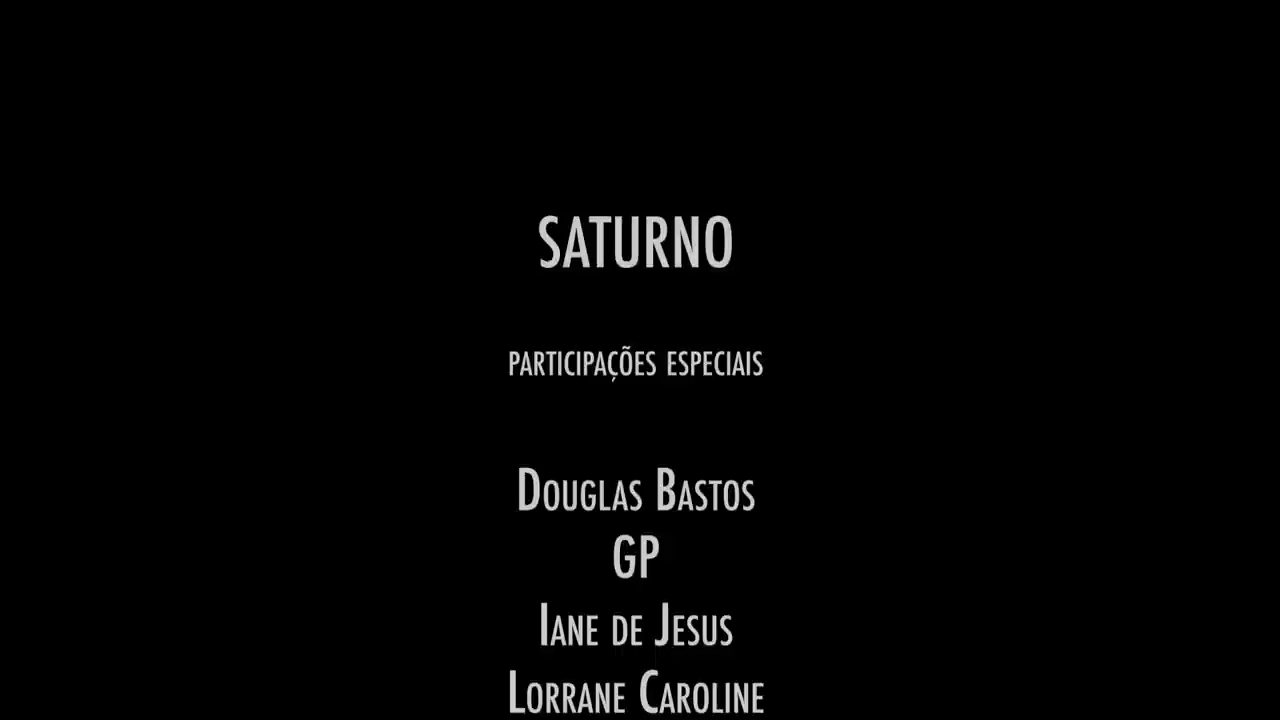 SATURNO
PARTICIPAÇÕES ESPECIAIS
DOUGLAS BASTOS
GP
IANE DE JESUS
LORRANE CAROLINE